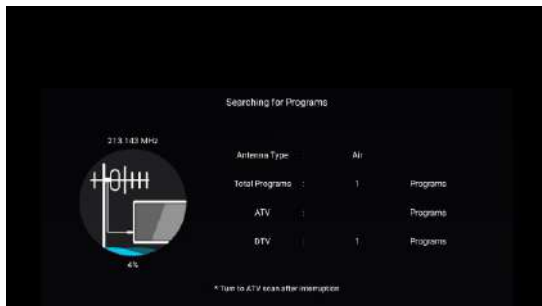 Searching for Programs
213.143 MHz
Antenna Type Air
Total Programs : 1 Programs
ATV : Programs
DTV : 1 Programs
4%
* Turn to ATV scan after interruption